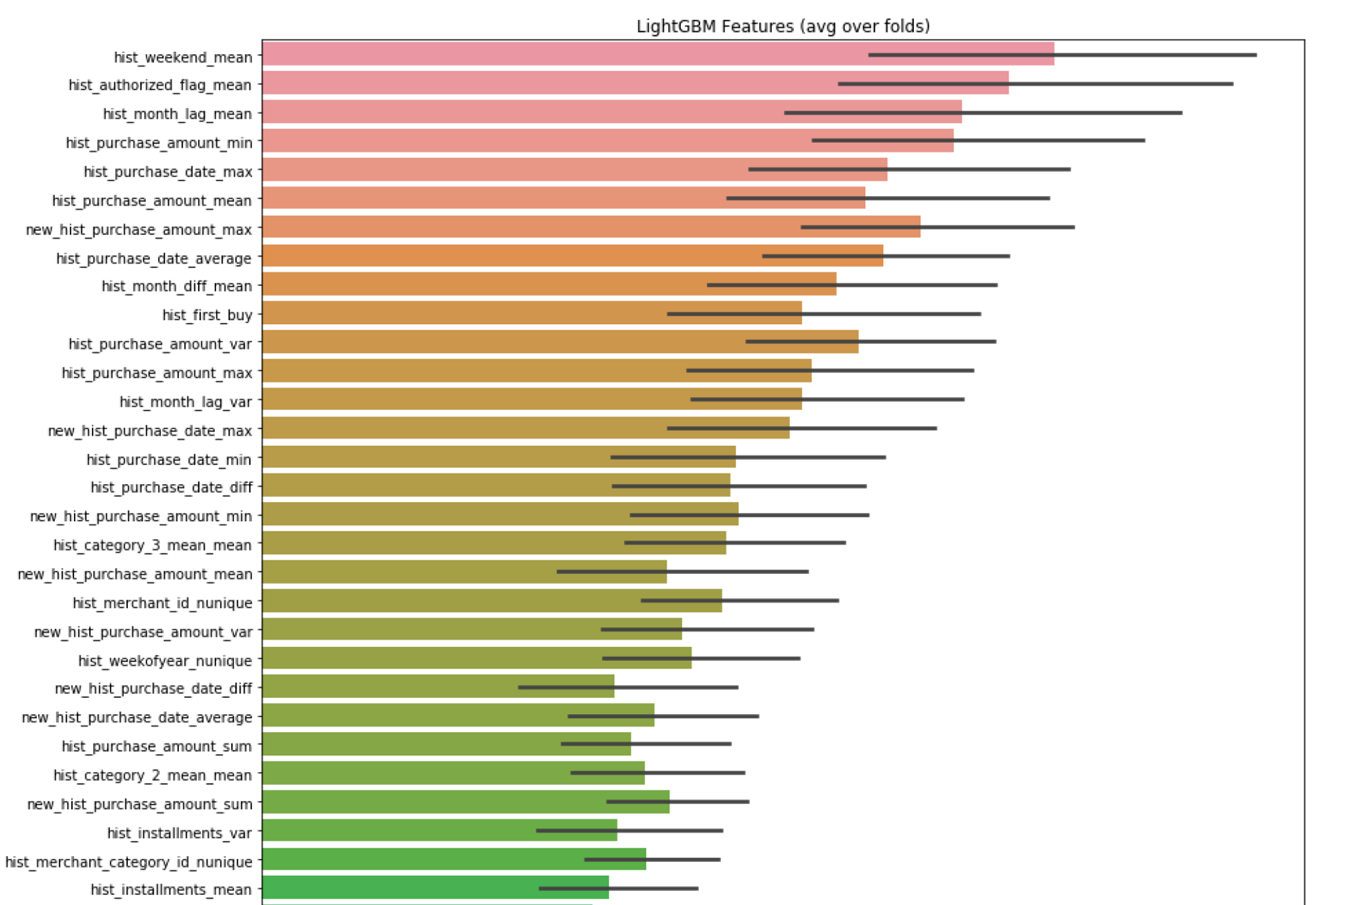 LightGBM Features (avg over folds)
hist_weekend_mean
hist_authorized_flag_mean
hist_month_lag_mean
hist_purchase_amount_min
hist_purchase_date_max
hist_purchase_amount_mean
new_hist_purchase_amount_max
hist_purchase_date_average
hist_month_diff_mean
hist_first_buy
hist_purchase_amount_var
hist_purchase_amount_max
hist_month_lag_var
new_hist_purchase_date_max
hist_purchase_date_min
hist_purchase_date_diff
new_hist_purchase_amount_min
hist_category_3_mean_mean
new_hist_purchase_amount_mean
hist_merchant_id_nunique
new_hist_purchase_amount_var
hist_weekofyear_nunique
new_hist_purchase_date_diff
new_hist_purchase_date_average
hist_purchase_amount_sum
hist_category_2_mean_mean
new_hist_purchase_amount_sum
hist_installments_var
hist_merchant_category_id_nunique
hist_installments_mean